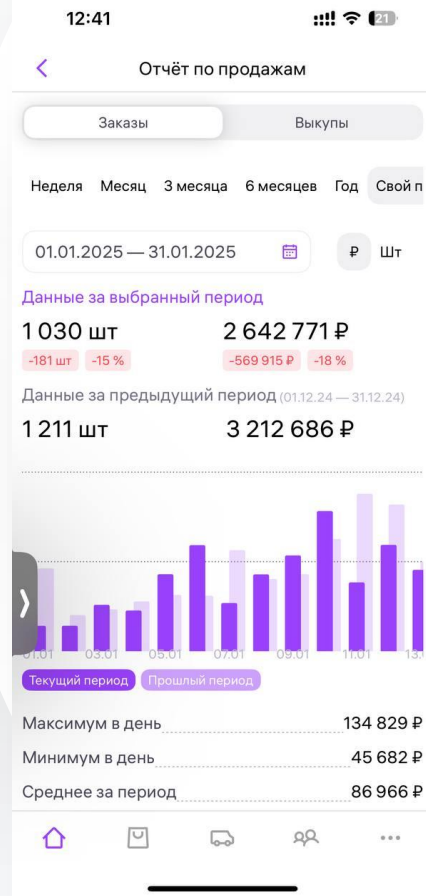 12:41
21
Отчёт по продажам
Заказы Выкупы
Неделя Месяц 3 месяца 6 месяцев Год Свой п
01.01.2025 — 31.01.2025 ₽ Шт
Данные за выбранный период
1 030 шт 2 642 771 ₽
-181 шт -15 % -569 915 ₽ -18 %
Данные за предыдущий период (01.12.24 — 31.12.24)
1 211 шт 3 212 686 ₽
01.01 03.01 05.01 07.01 09.01 11.01 13.
Текущий период Прошлый период
Максимум в день 134 829 ₽
Минимум в день 45 682 ₽
Среднее за период 86 966 ₽